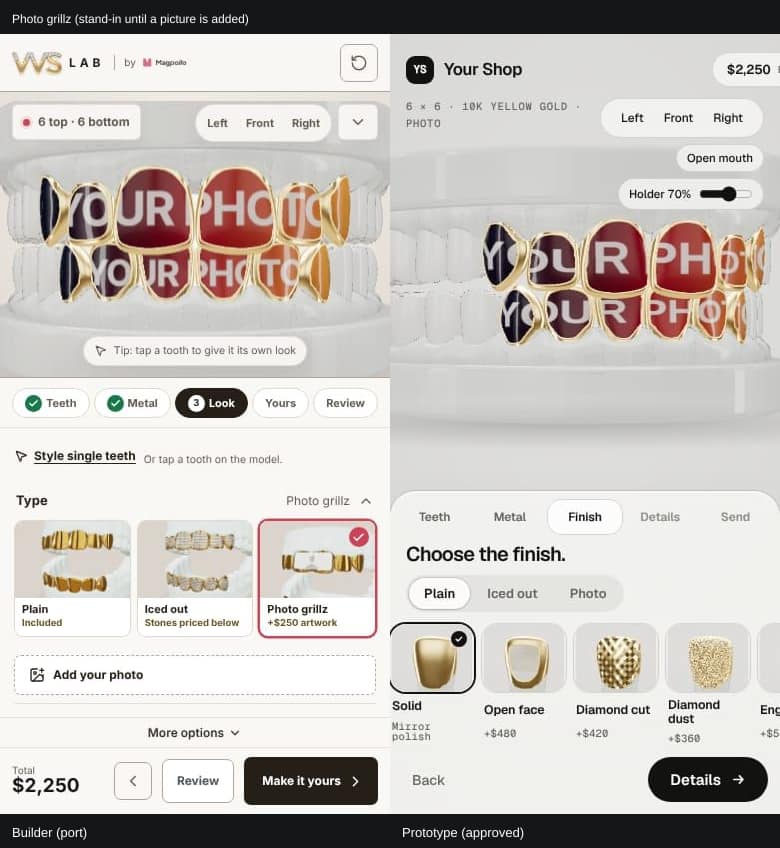 Photo grillz (stand-in until a picture is added)
VVS LAB by Magpollo
6 top · 6 bottom
Left Front Right
YOUR PHOTO
YOUR PHOTO
Tip: tap a tooth to give it its own look
Teeth
Metal
3 Look
Yours
Review
Style single teeth Or tap a tooth on the model.
Type
Photo grillz
Plain
Included
Iced out
Stones priced below
Photo grillz
+$250 artwork
Add your photo
More options
Total
$2,250
Review
Make it yours
Builder (port)
YS Your Shop
$2,250
6 × 6 · 10K YELLOW GOLD ·
PHOTO
Left Front Right
Open mouth
Holder 70%
YOUR PHOT
YOUR PHOT
Teeth Metal Finish Details Send
Choose the finish.
Plain Iced out Photo
Solid
Mirror
polish
Open face
+$480
Diamond cut
+$420
Diamond
dust
+$360
Eng
+$5
Back
Details
Prototype (approved)